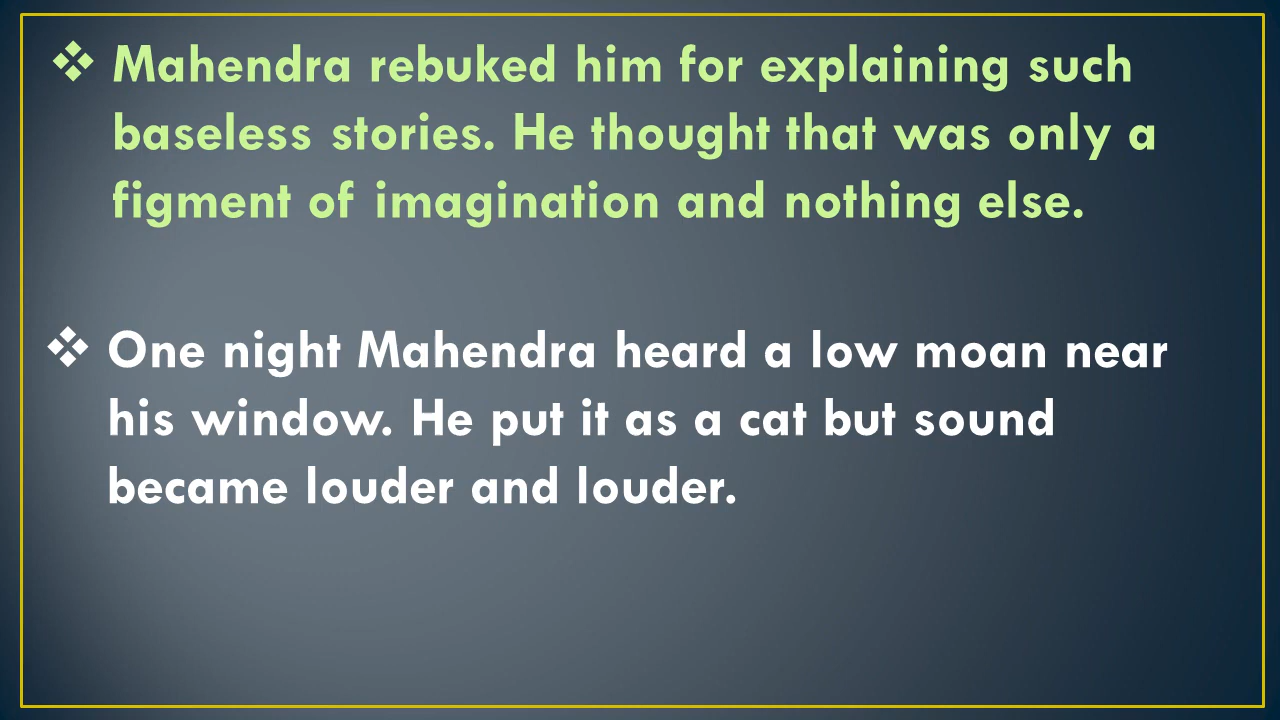 ❖ Mahendra rebuked him for explaining such
baseless stories. He thought that was only a
figment of imagination and nothing else.
❖ One night Mahendra heard a low moan near
his window. He put it as a cat but sound
became louder and louder.